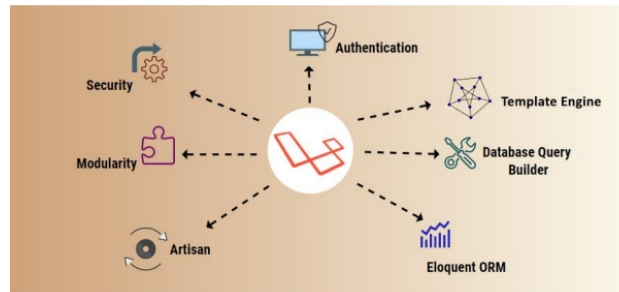 Authentication
Security
Template Engine
Modularity
Database Query
Builder
Artisan
Eloquent ORM